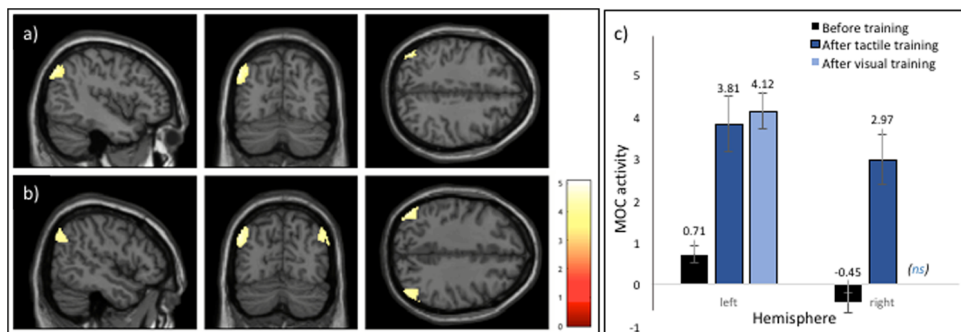 a)
b)
5
4
3
2
1
0
c)
Before training
After tactile training
After visual training
MOC activity
5
4
3
2
1
0
-1
0.71
3.81
4.12
-0.45
2.97
(ns)
left
right
Hemisphere